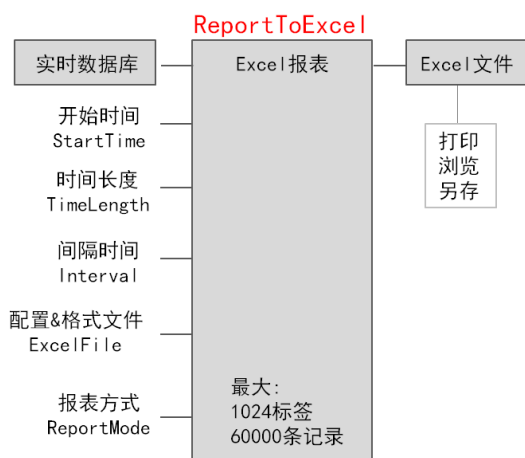 ReportToExcel
实时数据库
Excel报表
Excel文件
开始时间
StartTime
打印
浏览
另存
时间长度
TimeLength
间隔时间
Interval
配置&格式文件
ExcelFile
报表方式
ReportMode
最大:
1024标签
60000条记录